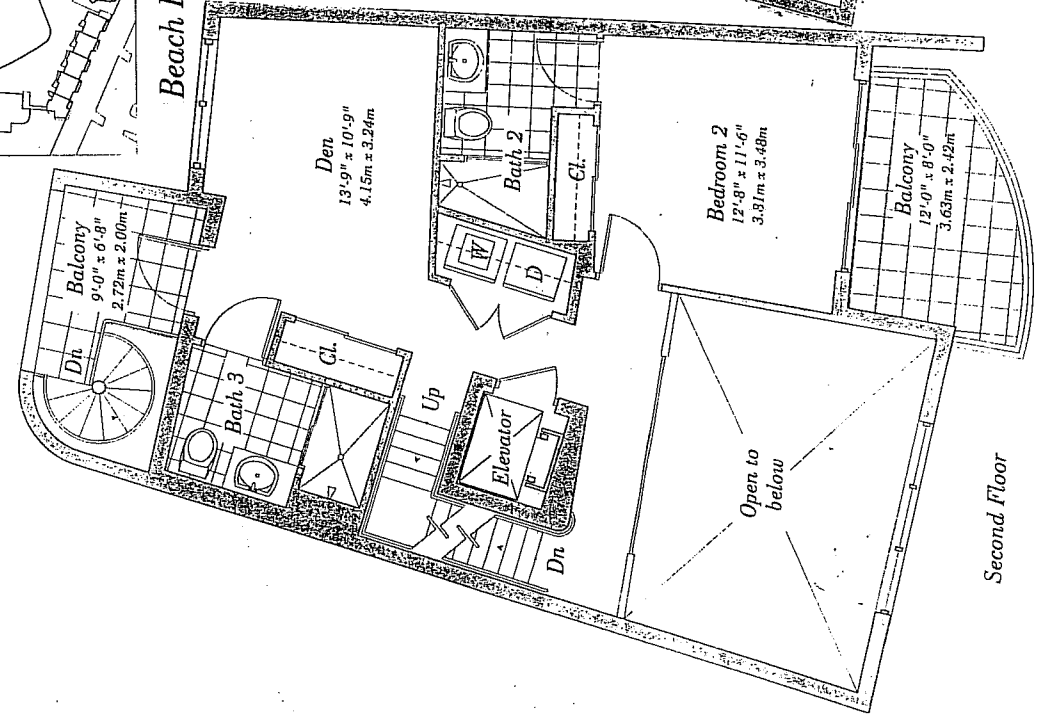 Beach
Balcony
9'-0" x 6'-8"
2.72m x 2.00m
Dn
Den
13'-9" x 10'-9"
4.15m x 3.24m
Bath 2
Cl.
W
D
Bedroom 2
12'-8" x 11'-6"
3.81m x 3.48m
Balcony
12'-0" x 8'-0"
3.63m x 2.42m
Bath 3
Cl.
Up
Elevator
Dn
Open to
below
Second Floor